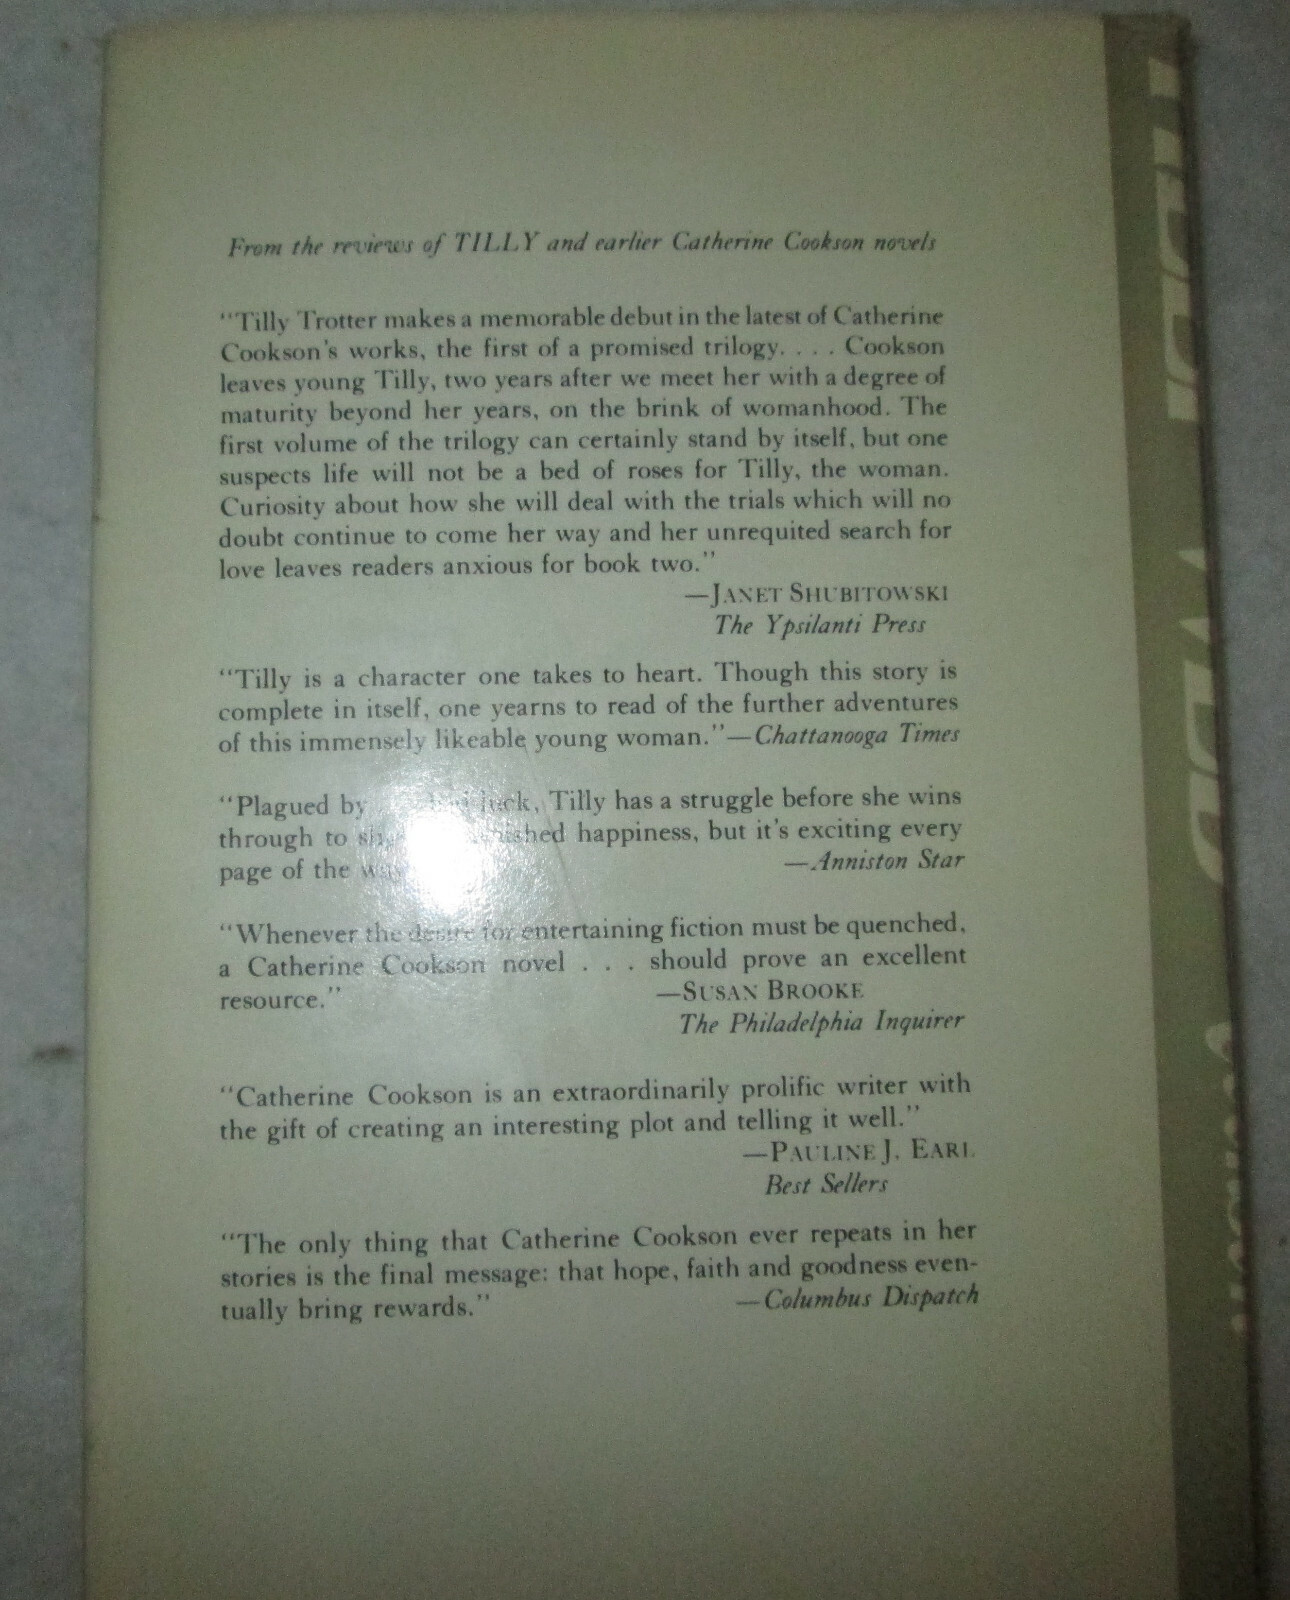 From the reviews of TILLY and earlier Catherine Cookson novels
"Tilly Trotter makes a memorable debut in the latest of Catherine
Cookson's works, the first of a promised trilogy. . . . Cookson
leaves young Tilly, two years after we meet her with a degree of
maturity beyond her years, on the brink of womanhood. The
first volume of the trilogy can certainly stand by itself, but one
suspects life will not be a bed of roses for Tilly, the woman.
Curiosity about how she will deal with the trials which will no
doubt continue to come her way and her unrequited search for
love leaves readers anxious for book two."
—JANET SHUBITOWSKI
The Ypsilanti Press
"Tilly is a character one takes to heart. Though this story is
complete in itself, one yearns to read of the further adventures
of this immensely likeable young woman."—Chattanooga Times
"Plagued by luck, Tilly has a struggle before she wins
through to happiness, but it's exciting every
page of the
—Anniston Star
"Whenever the desire for entertaining fiction must be quenched,
a Catherine Cookson novel . . . should prove an excellent
resource."
—SUSAN BROOKE
The Philadelphia Inquirer
"Catherine Cookson is an extraordinarily prolific writer with
the gift of creating an interesting plot and telling it well."
—PAULINE J. EARL
Best Sellers
"The only thing that Catherine Cookson ever repeats in her
stories is the final message: that hope, faith and goodness even-
tually bring rewards."
—Columbus Dispatch